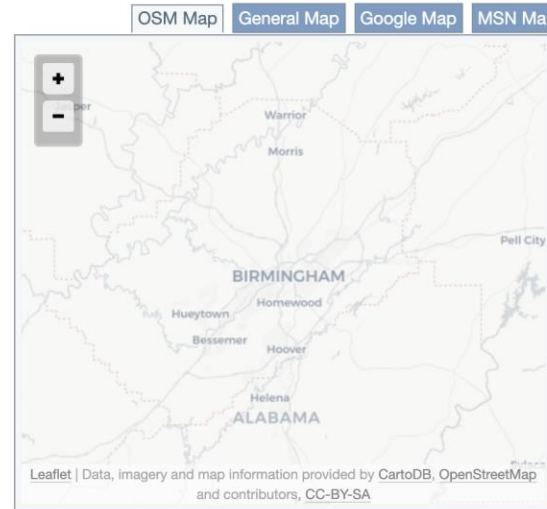 OSM Map General Map Google Map MSN Ma
+
-
Jasper
Warrior
Morris
Pell City
BIRMINGHAM
Homewood
Hueytown
Bessemer
Hoover
Helena
ALABAMA
Leaflet | Data, imagery and map information provided by CartoDB, OpenStreetMap
and contributors, CC-BY-SA